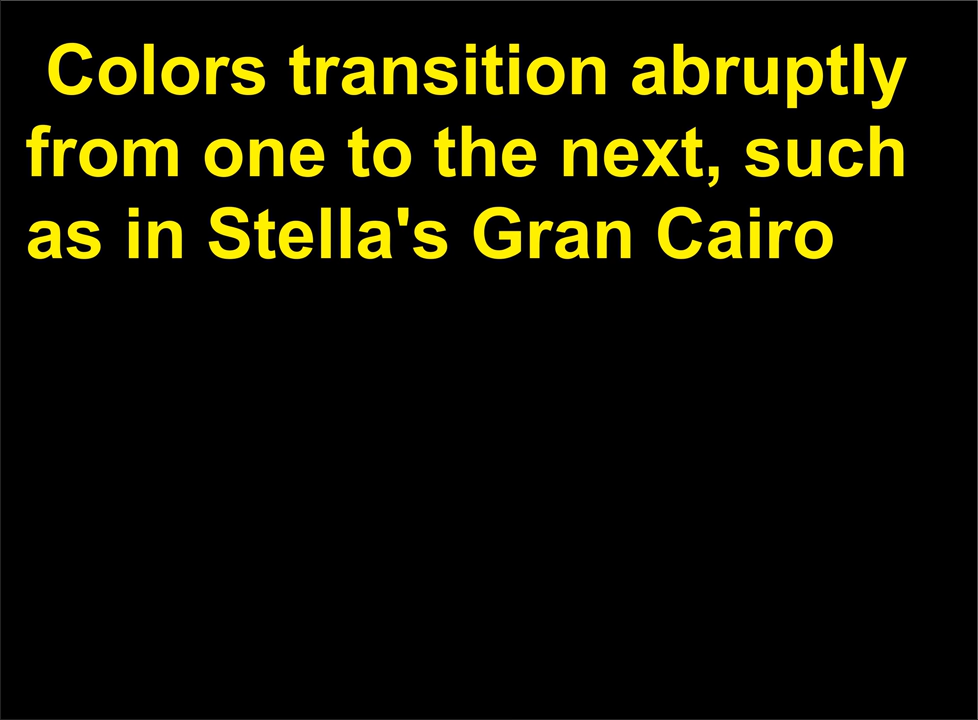 Colors transition abruptly
from one to the next, such
as in Stella's Gran Cairo